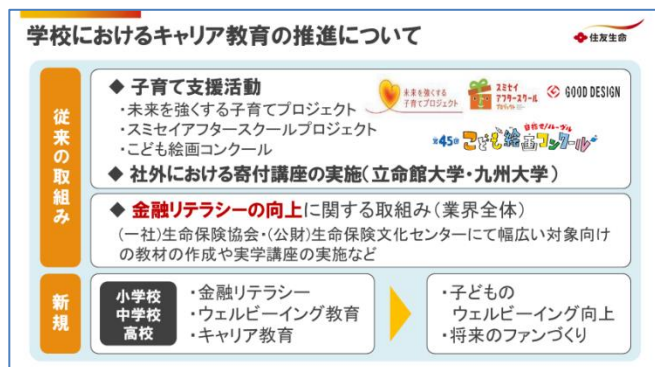 学校におけるキャリア教育の推進について
住友生命
従来の取組み
◆ 子育て支援活動
・未来を強くする子育てプロジェクト
・スミセイアフタースクールプロジェクト
・こども絵画コンクール
未来を強くする
子育てプロジェクト
スミセイ
アフタースクール
プロジェクト
GOOD DESIGN
第45回
目指せ!ルーブル
こども絵画コンクール
◆ 社外における寄付講座の実施(立命館大学・九州大学)
◆ 金融リテラシーの向上に関する取組み(業界全体)
(一社)生命保険協会・(公財)生命保険文化センターにて幅広い対象向け
の教材の作成や実学講座の実施など
新規
小学校
中学校
高校
・金融リテラシー
・ウェルビーイング教育
・キャリア教育
・子どもの
ウェルビーイング向上
・将来のファンづくり